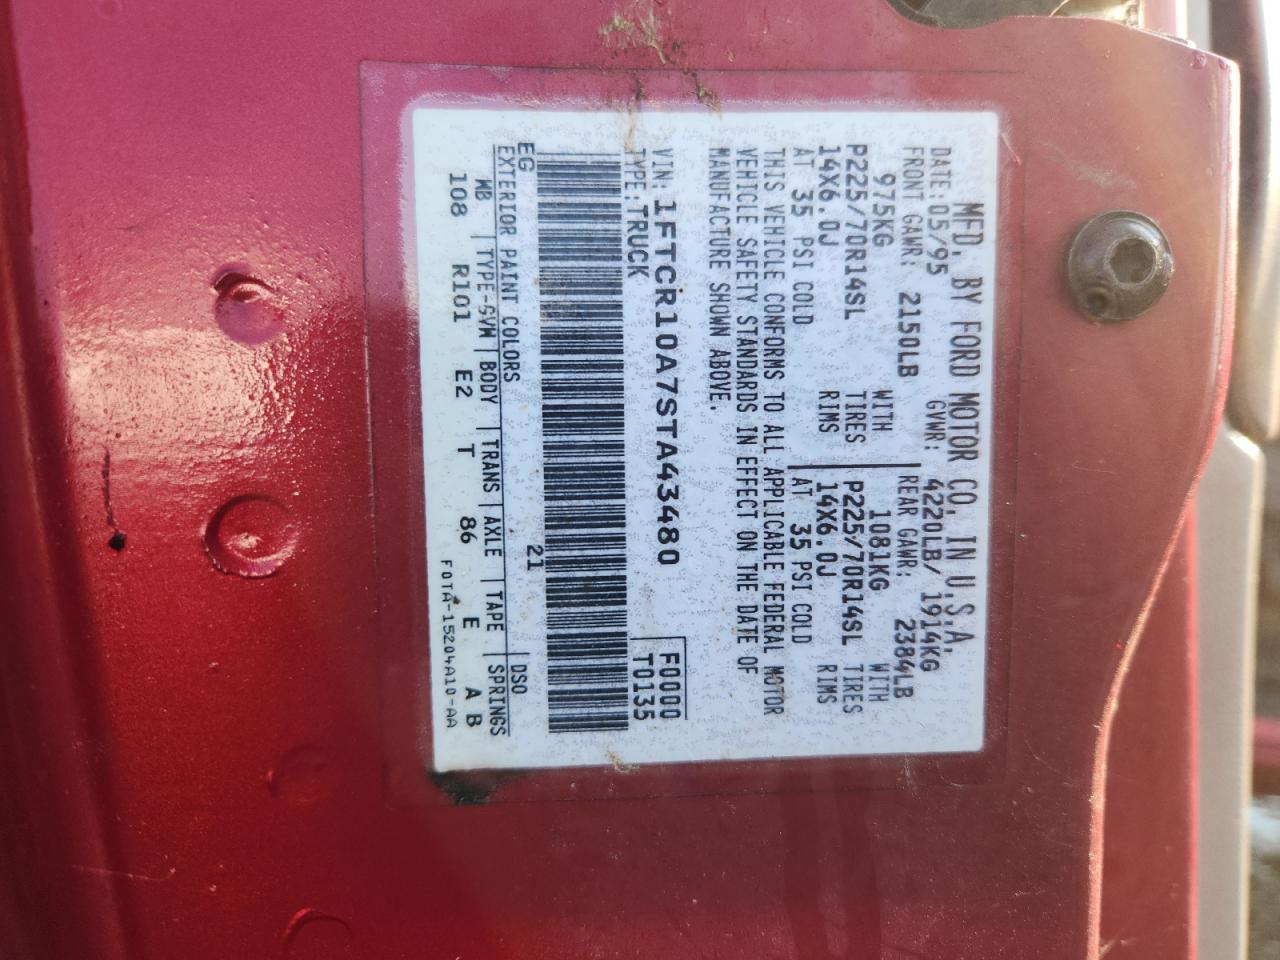 MFD. BY FORD MOTOR CO. IN U.S.A.
DATE: 05/95 GVWR: 4220LB/ 1914KG
FRONT GAWR: 2150LB REAR GAWR: 2384LB
975KG WITH 1081KG WITH
P225/70R14SL TIRES P225/70R14SL TIRES
14X6.0J RIMS 14X6.0J RIMS
AT 35 PSI COLD AT 35 PSI COLD
THIS VEHICLE CONFORMS TO ALL APPLICABLE FEDERAL MOTOR
VEHICLE SAFETY STANDARDS IN EFFECT ON THE DATE OF
MANUFACTURE SHOWN ABOVE.
VIN: 1FTCR10A7STA43480 F0000
TYPE: TRUCK T0135
EG 21
EXTERIOR PAINT COLORS DSO
WB TYPE-GVW BODY TRANS AXLE TAPE SPRINGS
108 R101 E2 T 86 E A B
F0TA-15204A10-AA